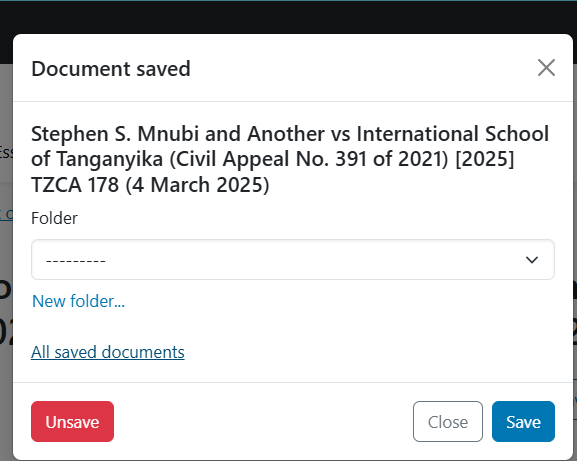 Document saved
Stephen S. Mnubi and Another vs International School
of Tanganyika (Civil Appeal No. 391 of 2021) [2025]
TZCA 178 (4 March 2025)
Folder
---------
New folder...
All saved documents
Unsave
Close
Save